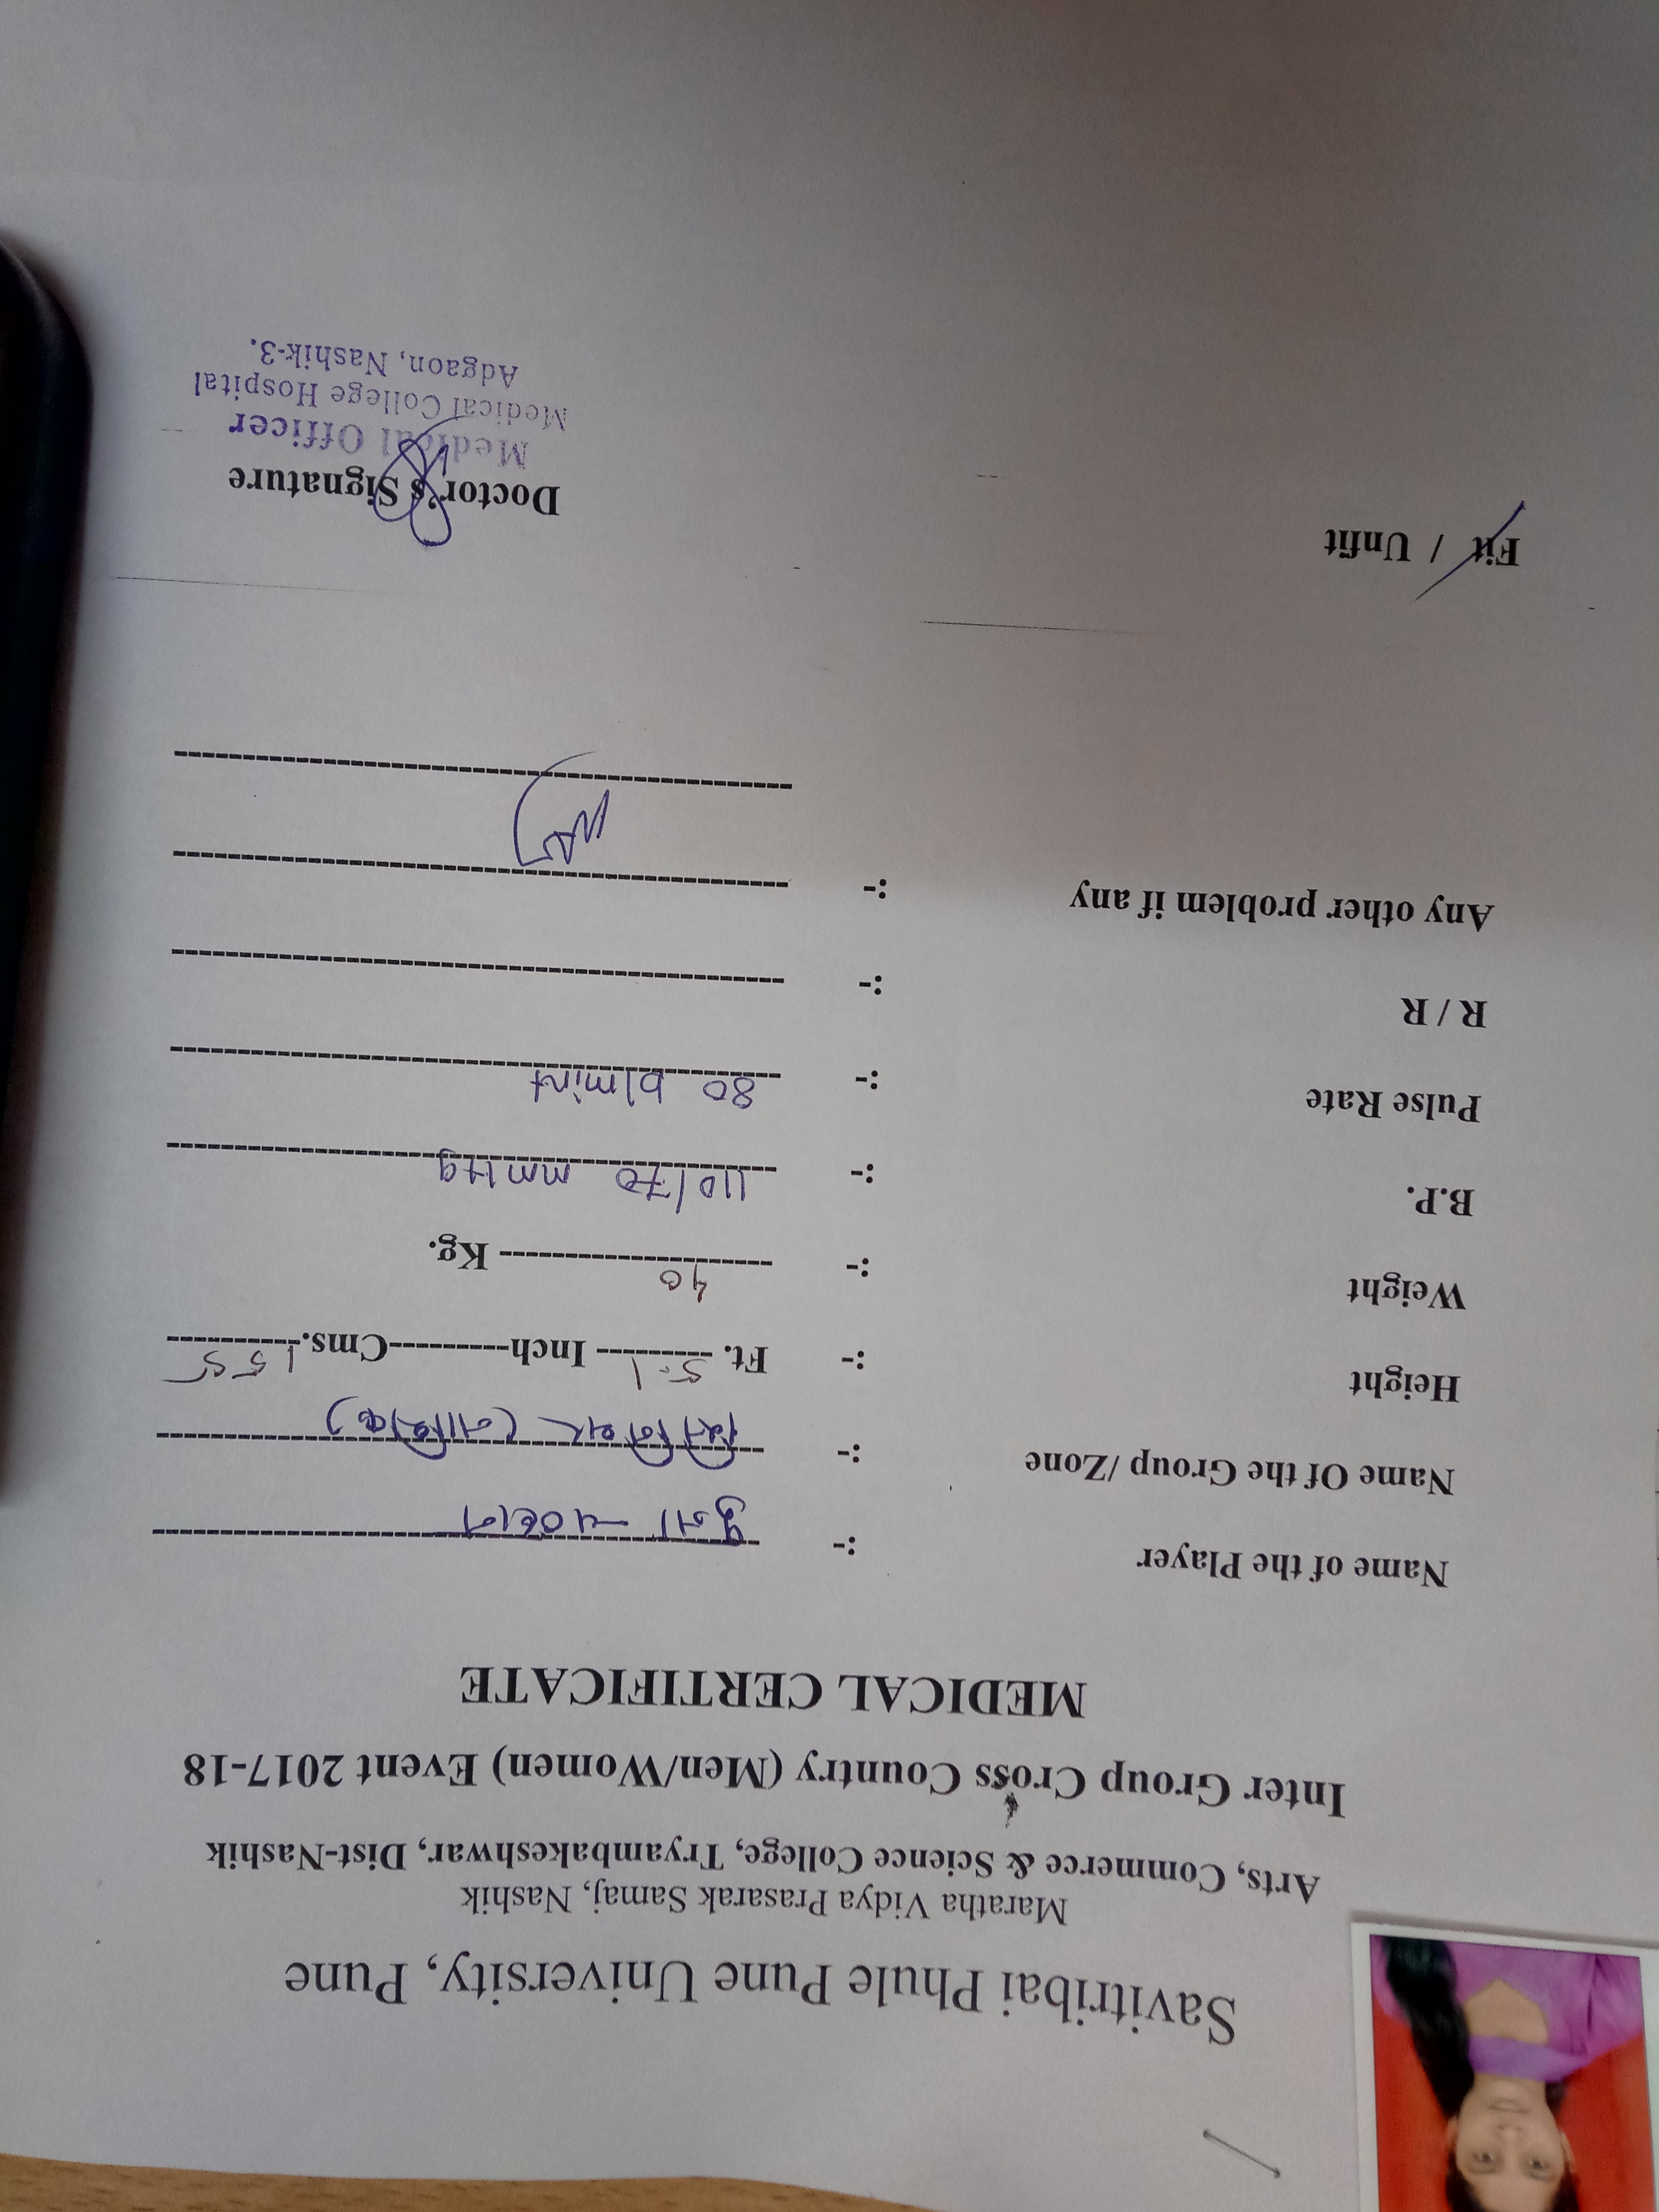 Savitribai Phule Pune University, Pune
Maratha Vidya Prasarak Samaj, Nashik
Arts, Commerce & Science College, Tryambakeshwar, Dist-Nashik
Inter Group Cross Country (Men/Women) Event 2017-18
MEDICAL CERTIFICATE
Name of the Player :-
Name Of the Group /Zone :- (नाशिक)
Height :- Ft. 5.1 Inch Cms. 155
Weight :- 40 Kg.
B.P. :- 110/70 mmHg
Pulse Rate :- 80 b/mint
R / R :-
Any other problem if any :-
Fit / Unfit
Doctor's Signature
Medical Officer
Medical College Hospital
Adgaon, Nashik-3.